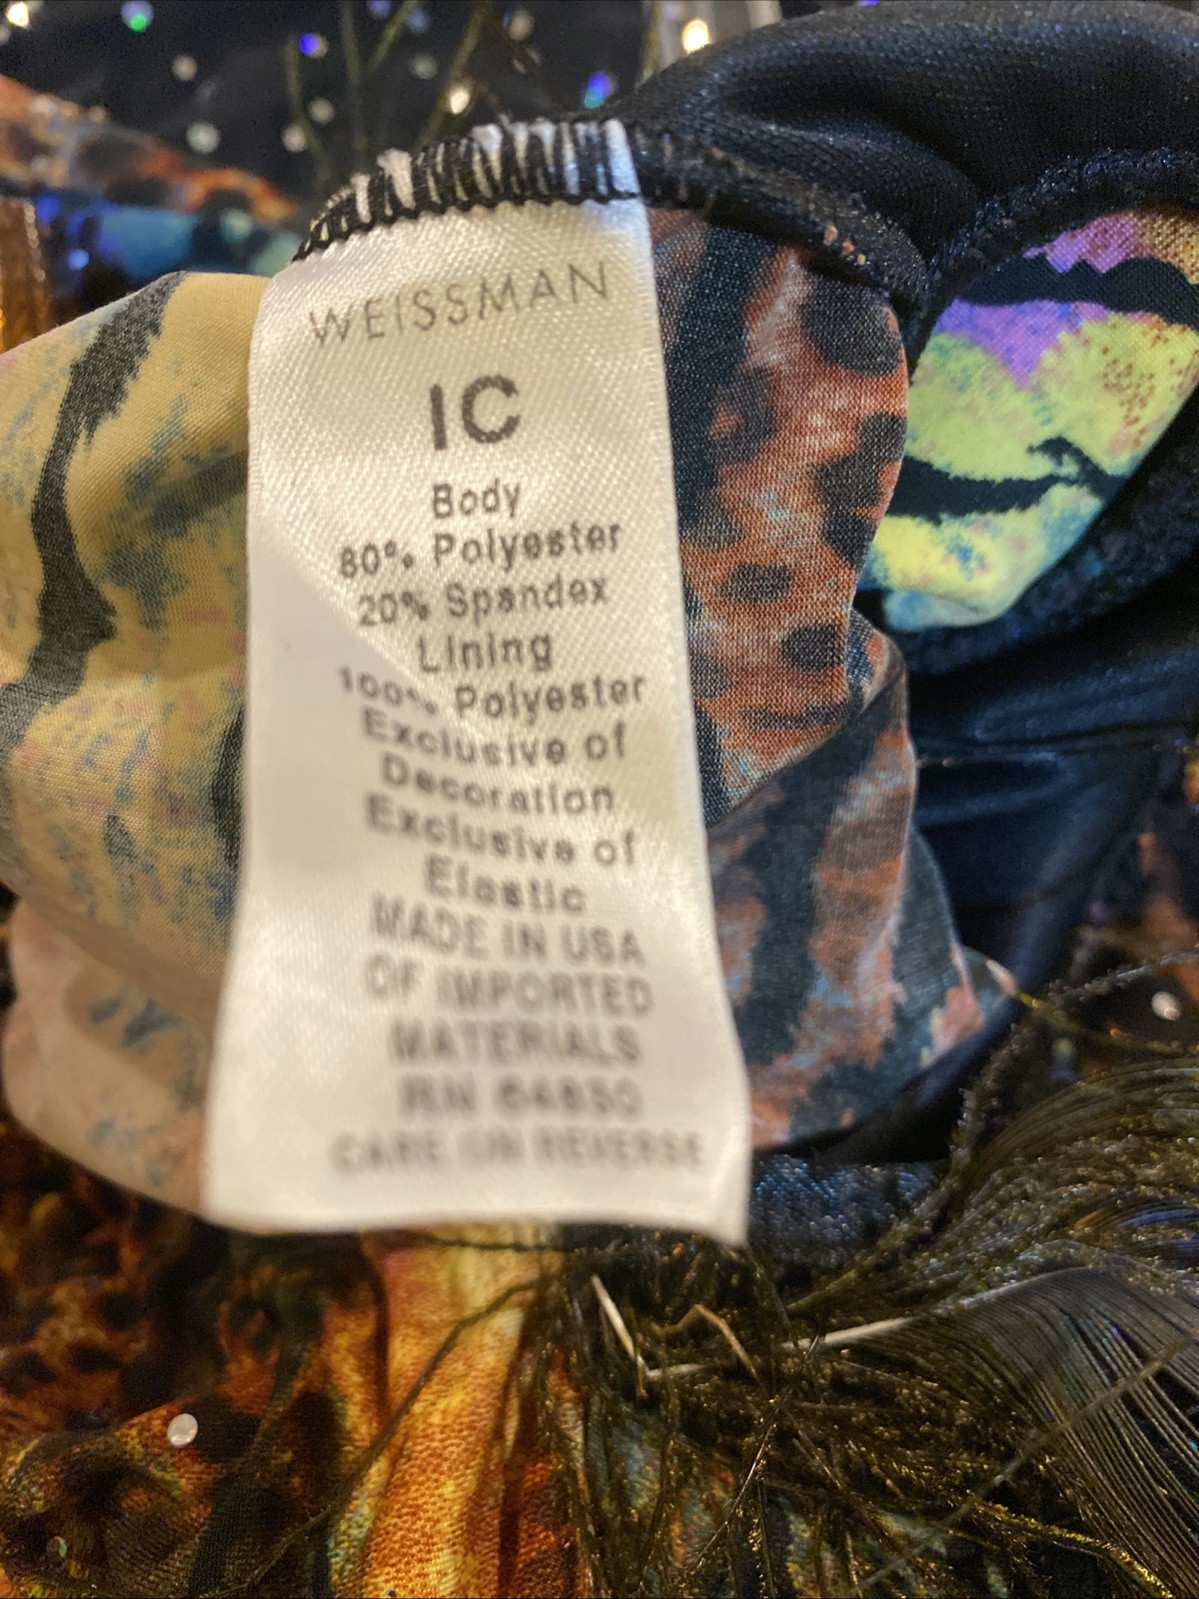 WEISSMAN
IC
Body
80% Polyester
20% Spandex
Lining
100% Polyester
Exclusive of
Decoration
Exclusive of
Elastic
MADE IN USA
OF IMPORTED
MATERIALS
RN 64850
CARE ON REVERSE